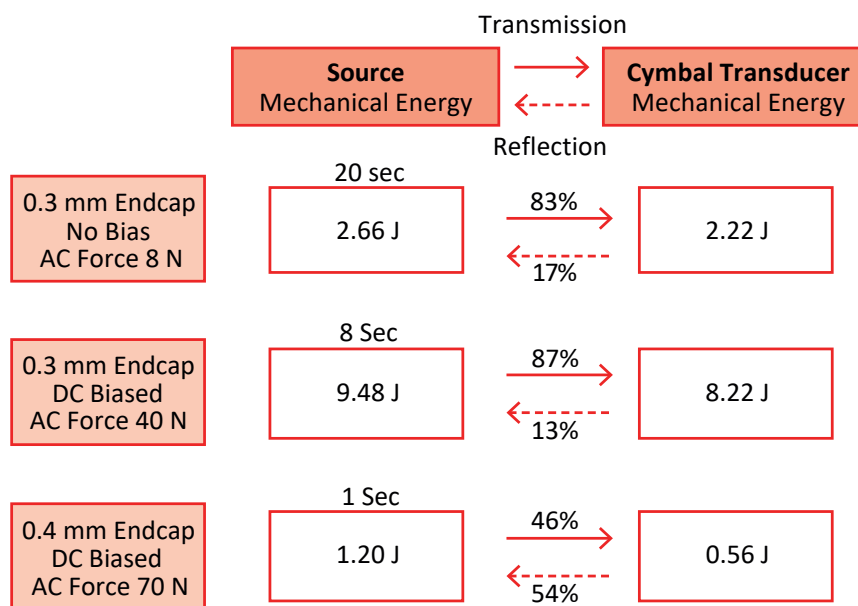 Transmission
Source
Mechanical Energy
Cymbal Transducer
Mechanical Energy
Reflection
0.3 mm Endcap
No Bias
AC Force 8 N
20 sec
2.66 J
83%
17%
2.22 J
0.3 mm Endcap
DC Biased
AC Force 40 N
8 Sec
9.48 J
87%
13%
8.22 J
0.4 mm Endcap
DC Biased
AC Force 70 N
1 Sec
1.20 J
46%
54%
0.56 J